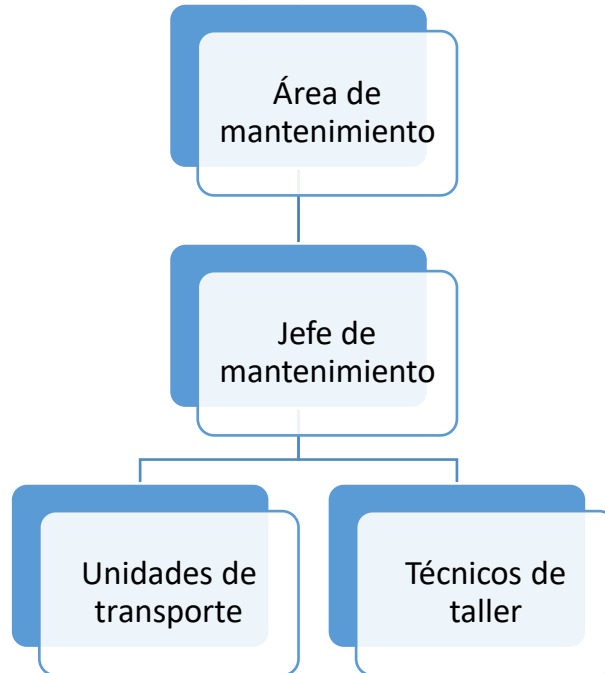 Área de
mantenimiento
Jefe de
mantenimiento
Unidades de
transporte
Técnicos de
taller